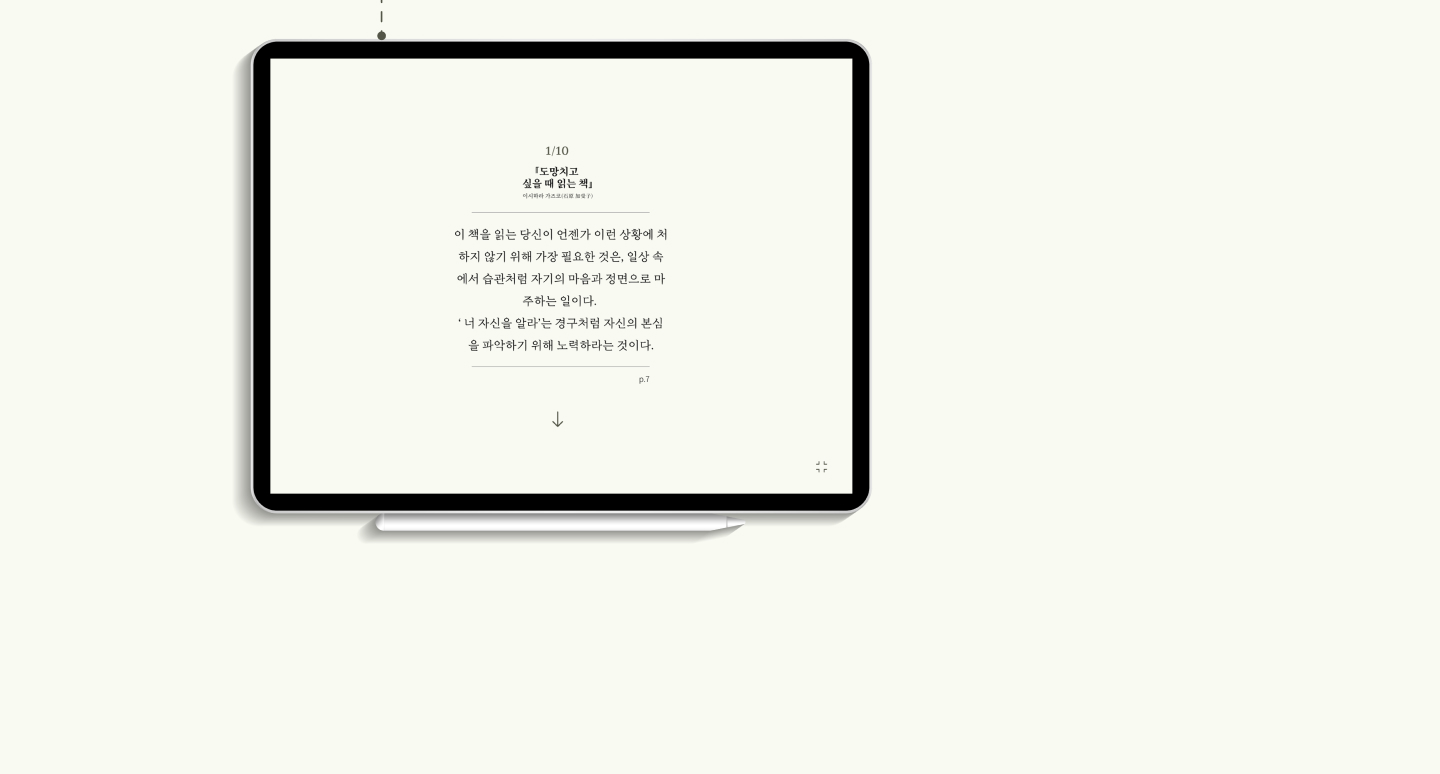 1/10
『도망치고
싶을 때 읽는 책』
이시하라 가즈코(石原 加受子)
이 책을 읽는 당신이 언젠가 이런 상황에 처
하지 않기 위해 가장 필요한 것은, 일상 속
에서 습관처럼 자기의 마음과 정면으로 마
주하는 일이다.
‘ 너 자신을 알라’는 경구처럼 자신의 본심
을 파악하기 위해 노력하라는 것이다.
p.7